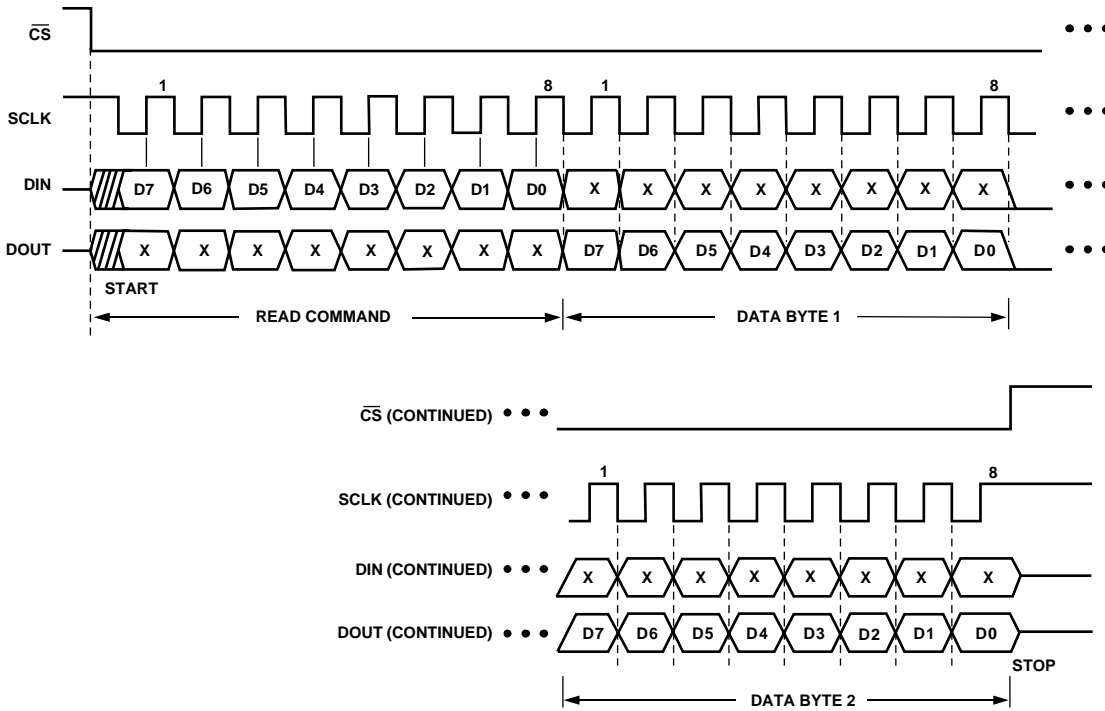 CS
1 8 1 8
SCLK
DIN D7 D6 D5 D4 D3 D2 D1 D0 X X X X X X X X
DOUT X X X X X X X X D7 D6 D5 D4 D3 D2 D1 D0
START
READ COMMAND DATA BYTE 1
CS (CONTINUED)
1 8
SCLK (CONTINUED)
DIN (CONTINUED) X X X X X X X X
DOUT (CONTINUED) D7 D6 D5 D4 D3 D2 D1 D0
STOP
DATA BYTE 2